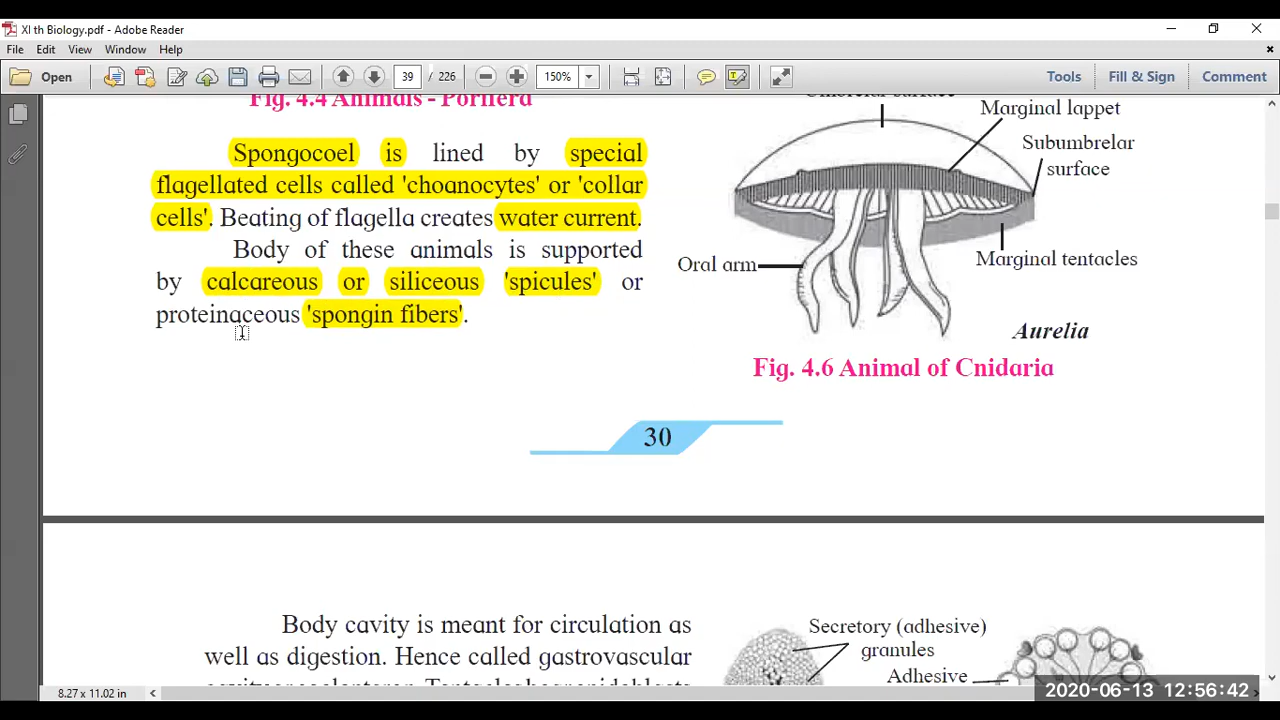 XI th Biology.pdf - Adobe Reader
File Edit View Window Help
Open 39 / 226 150% Tools Fill & Sign Comment
Fig. 4.4 Animals - Porifera
Spongocoel is lined by special
flagellated cells called 'choanocytes' or 'collar
cells'. Beating of flagella creates water current.
Body of these animals is supported
by calcareous or siliceous 'spicules' or
proteinaceous 'spongin fibers'.
surface
Marginal lappet
Subumbrelar
surface
Oral arm
Marginal tentacles
Aurelia
Fig. 4.6 Animal of Cnidaria
30
Body cavity is meant for circulation as
well as digestion. Hence called gastrovascular
Secretory (adhesive)
granules
Adhesive
8.27 x 11.02 in
2020-06-13 12:56:42